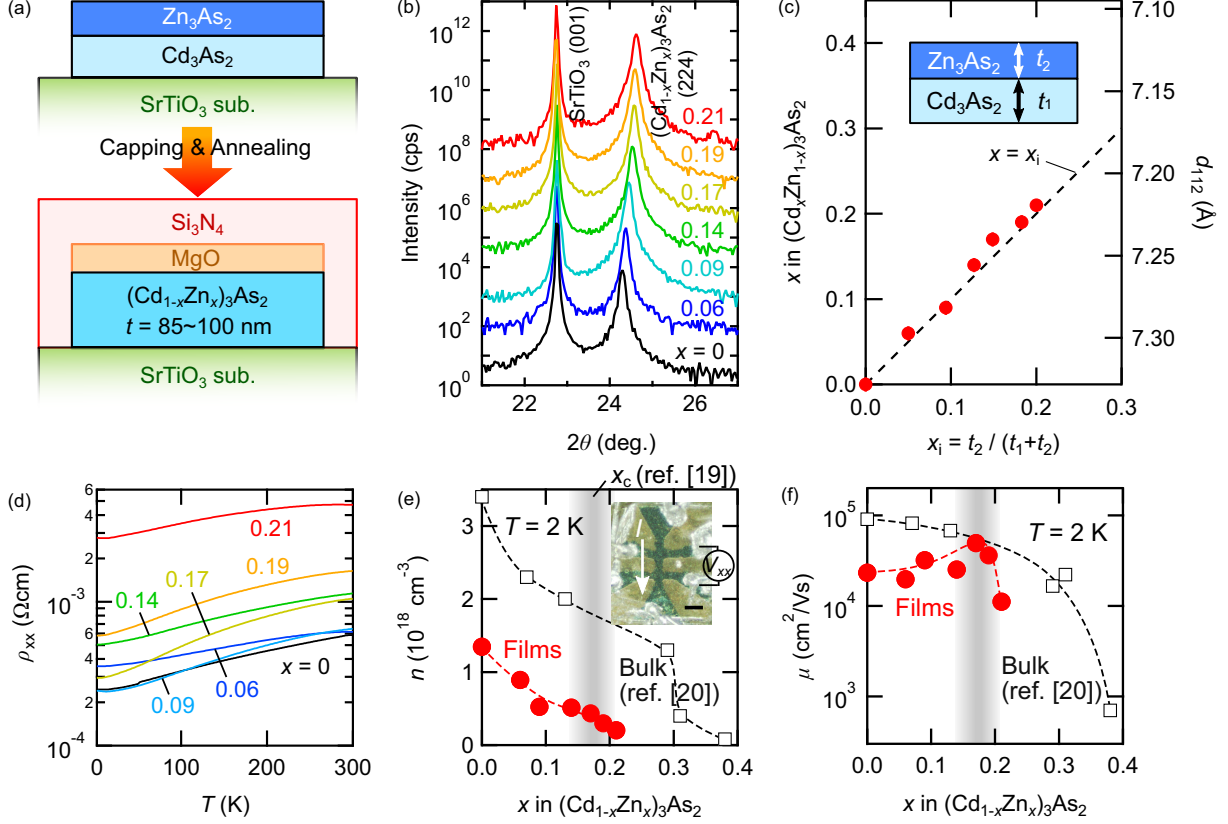 (a)
Zn3As2
Cd3As2
SrTiO3 sub.
Capping & Annealing
Si3N4
MgO
(Cd1-xZnx)3As2
t = 85~100 nm
SrTiO3 sub.
(b)
Intensity (cps)
10^12
10^10
10^8
10^6
10^4
10^2
10^0
SrTiO3 (001)
(Cd1-xZnx)3As2
(224)
0.21
0.19
0.17
0.14
0.09
0.06
x = 0
22
24
26
2θ (deg.)
(c)
x in (CdxZn1-x)3As2
0.4
0.3
0.2
0.1
0.0
Zn3As2
t2
Cd3As2
t1
x = xi
7.10
7.15
7.20
7.25
7.30
d112 (Å)
0.0
0.1
0.2
0.3
xi = t2 / (t1+t2)
(d)
ρxx (Ωcm)
6
4
2
10^-3
6
4
2
10^-4
0.21
0.19
0.17
0.14
x = 0
0.06
0.09
0
100
200
300
T (K)
(e)
xc (ref. [19])
n (10^18 cm^-3)
3
2
1
0
T = 2 K
I
Vxx
Films
Bulk
(ref. [20])
0.0
0.1
0.2
0.3
0.4
x in (Cd1-xZnx)3As2
(f)
μ (cm^2/Vs)
10^5
10^4
10^3
T = 2 K
Films
Bulk
(ref. [20])
0.0
0.1
0.2
0.3
0.4
x in (Cd1-xZnx)3As2